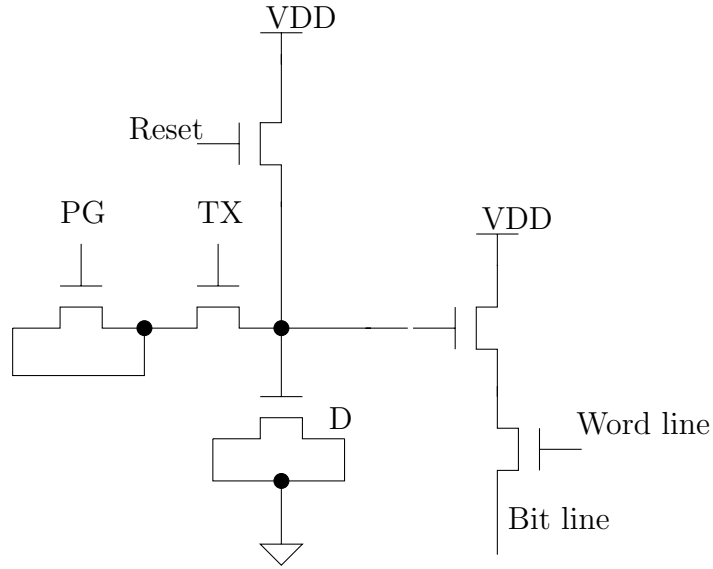 VDD
Reset
PG
TX
VDD
D
Word line
Bit line